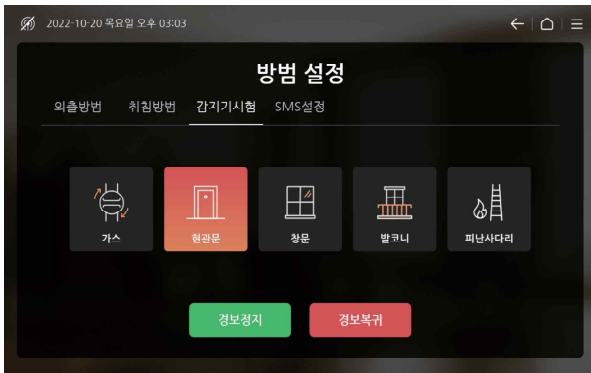 2022-10-20 목요일 오후 03:03
방범 설정
외출방범 취침방범 감지기시험 SMS설정
가스 현관문 창문 발코니 피난사다리
경보정지 경보복귀